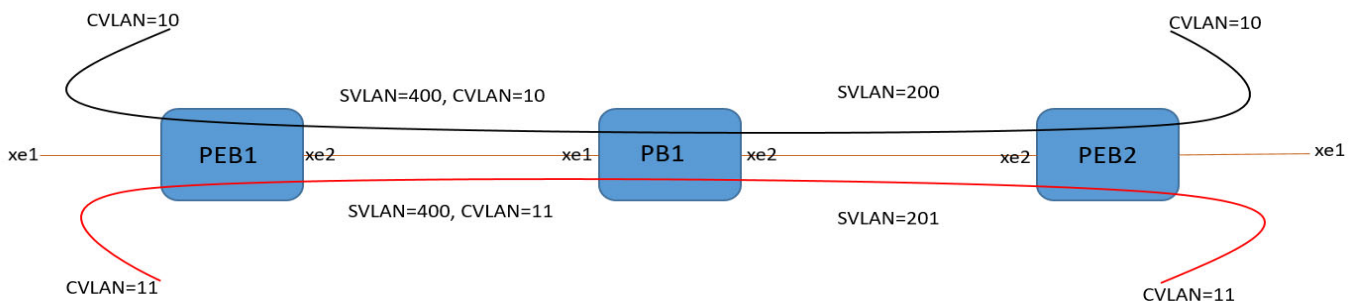 CVLAN=10
CVLAN=10
SVLAN=400, CVLAN=10
SVLAN=200
xe1
PEB1
xe2
xe1
PB1
xe2
xe2
PEB2
xe1
SVLAN=400, CVLAN=11
SVLAN=201
CVLAN=11
CVLAN=11